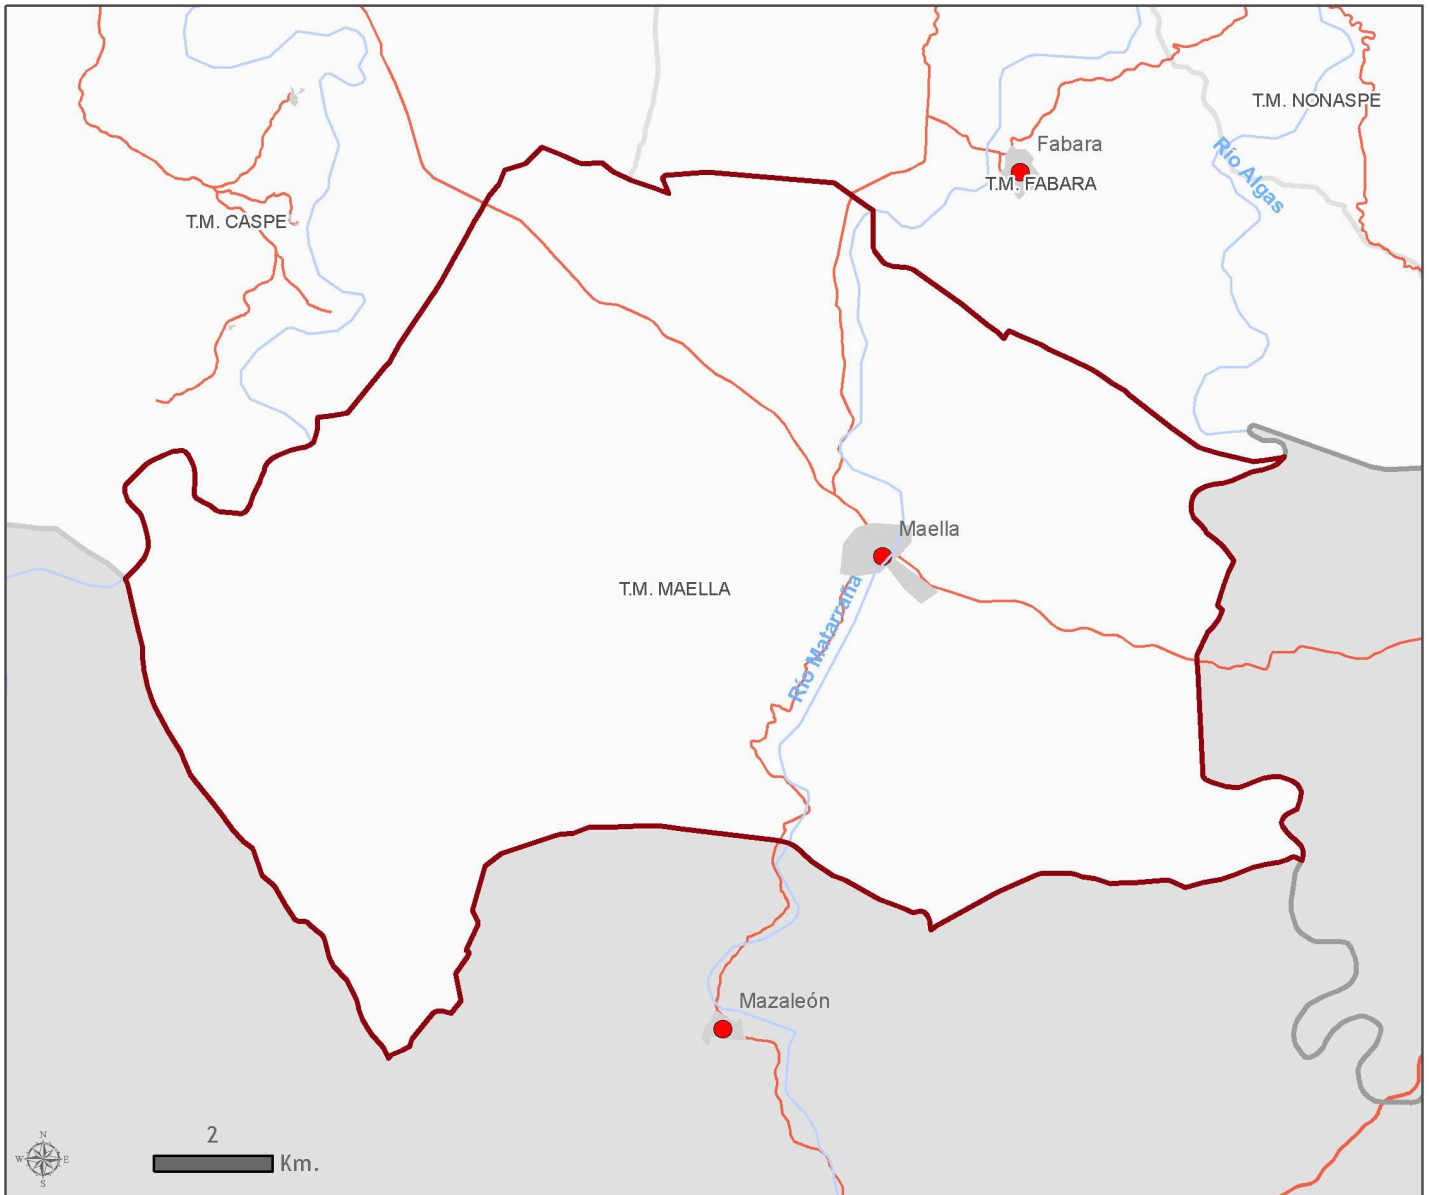 T.M. NONASPE
Fabara
Río Algas
T.M. FABARA
T.M. CASPE
Maella
T.M. MAELLA
Río Matarraña
Mazaleón
N
W E
S
2
Km.